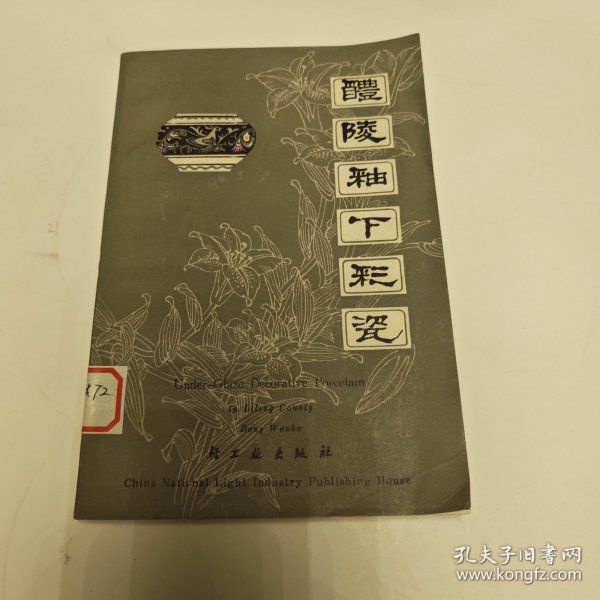 醴陵釉下彩瓷
Under-Glaze Decorative Porcelain
in Liling County
Deng Wenke
轻工业出版社
China National Light Industry Publishing House
72
孔夫子旧书网
www.kongfz.com